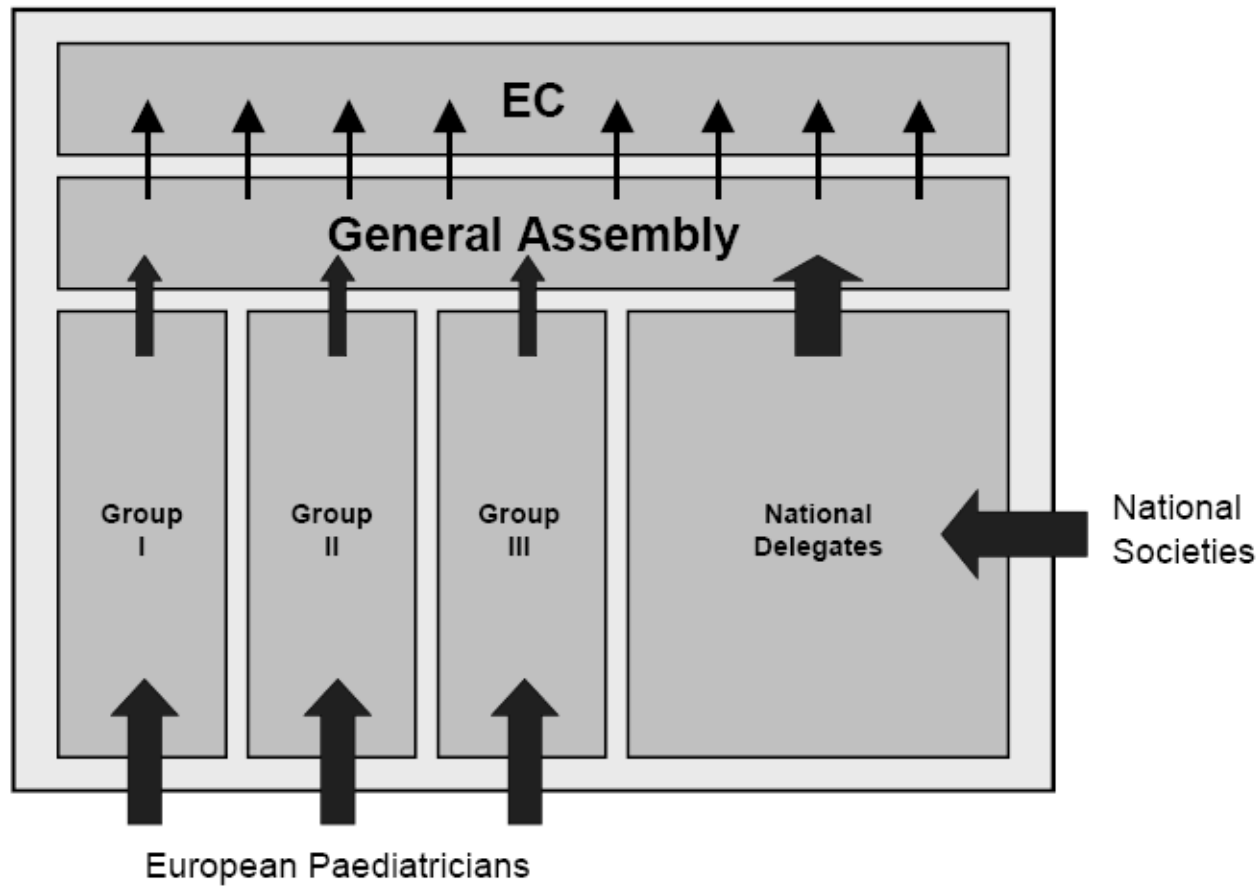 EC
General Assembly
Group
I
Group
II
Group
III
National
Delegates
National
Societies
European Paediatricians